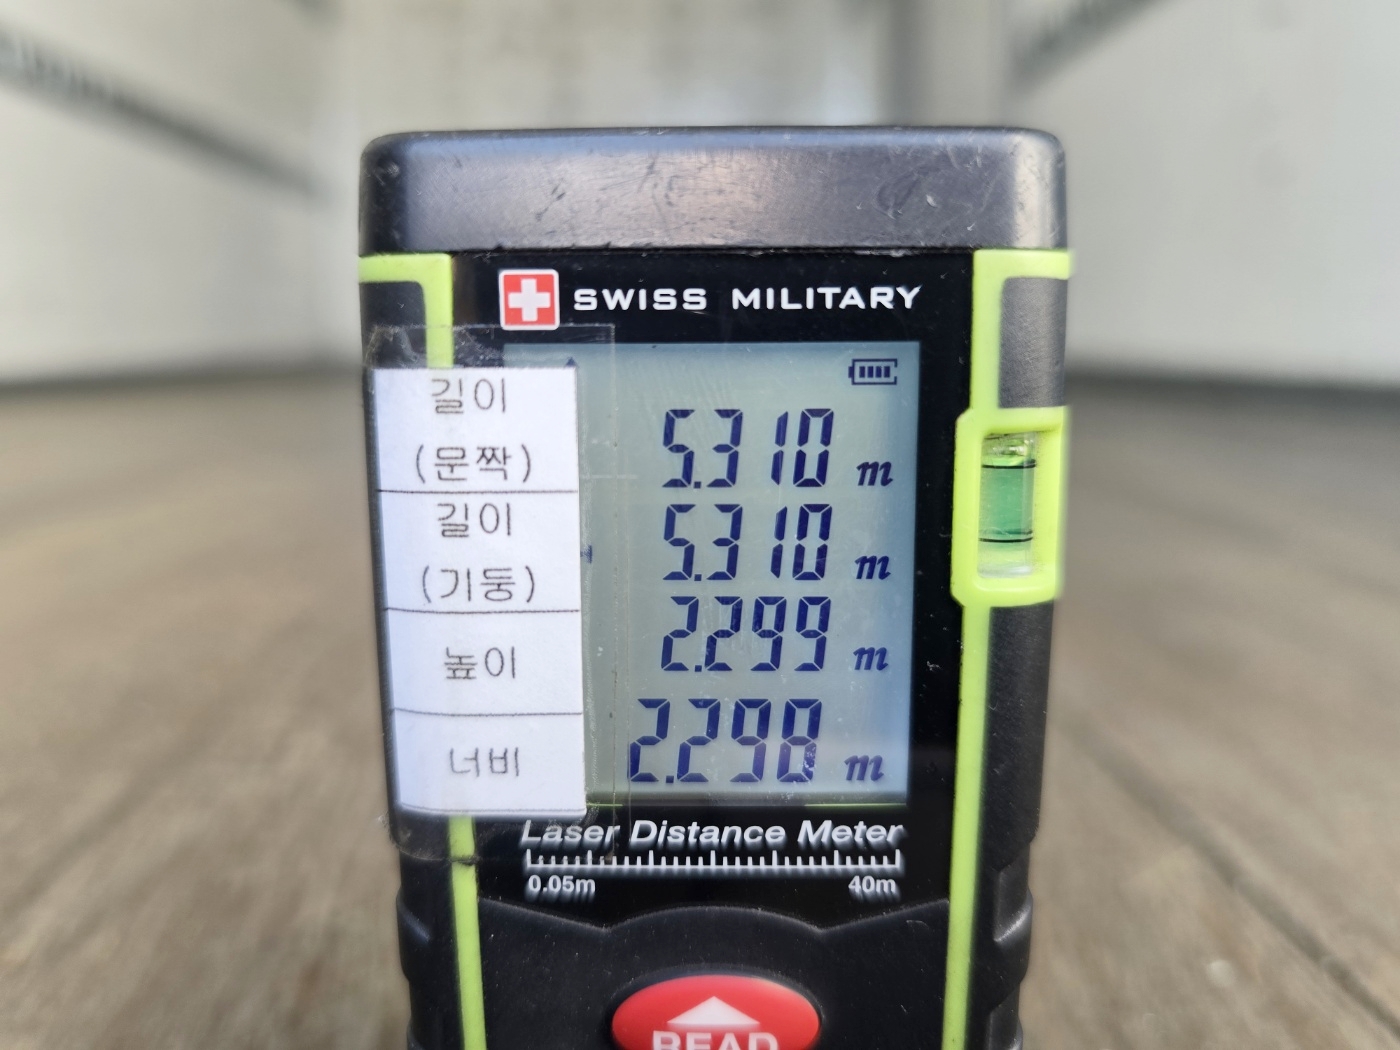 SWISS MILITARY
길이
(문짝)
5.310 m
길이
(기둥)
5.310 m
높이
2.299 m
너비
2.298 m
Laser Distance Meter
0.05m
40m
READ